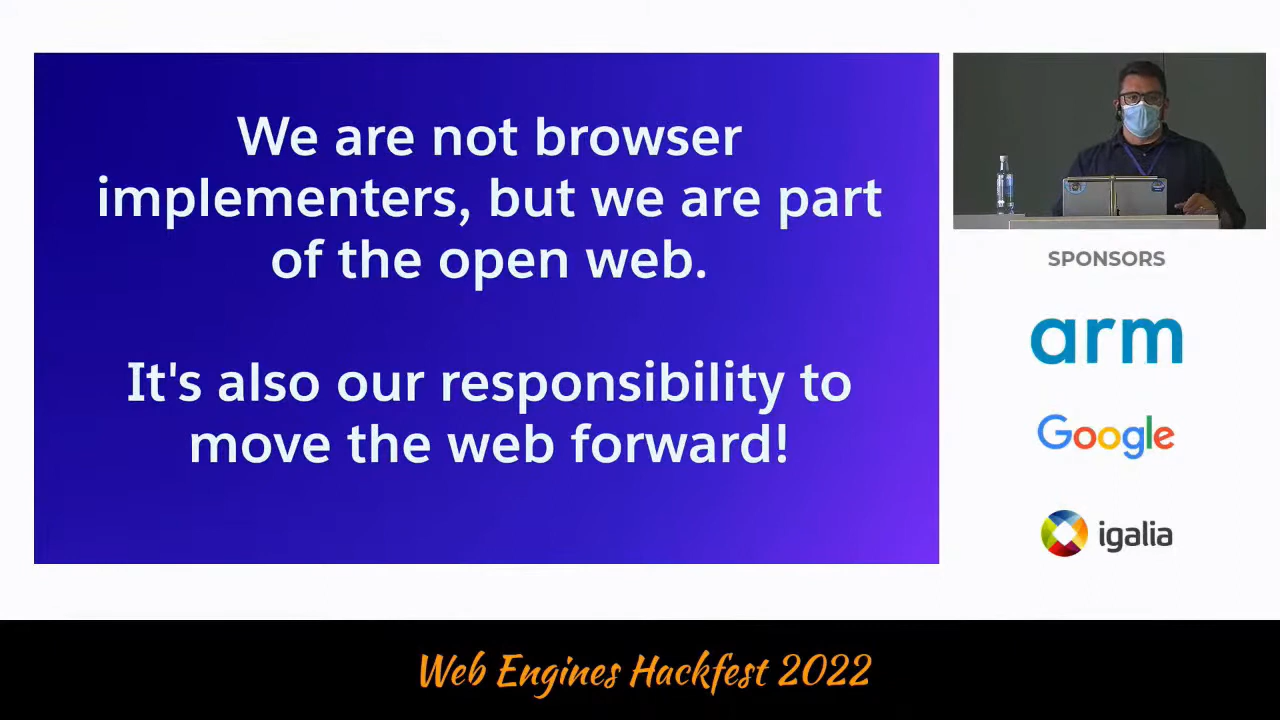 We are not browser
implementers, but we are part
of the open web.
It's also our responsibility to
move the web forward!
SPONSORS
arm
Google
igalia
Web Engines Hackfest 2022